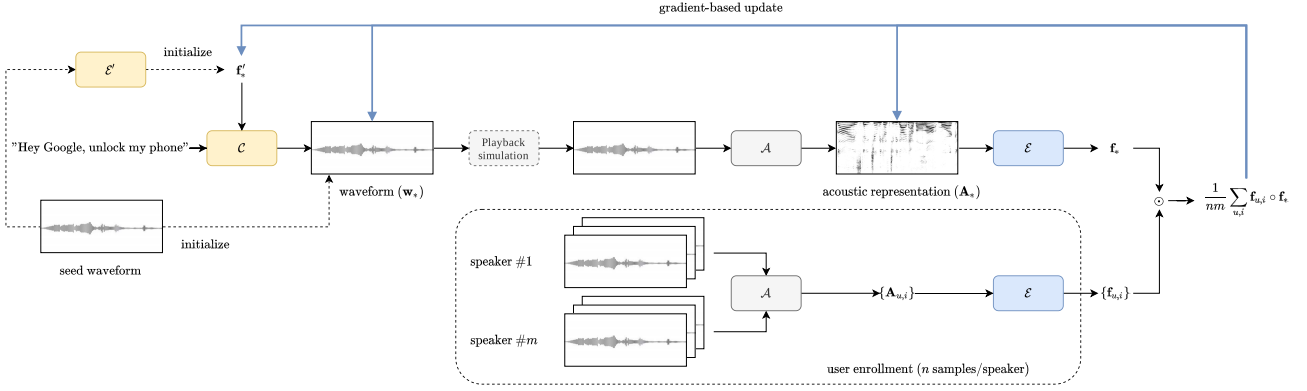 gradient-based update
initialize
ℰ′
f′*
"Hey Google, unlock my phone"
𝒞
Playback
simulation
𝒜
ℰ
f*
waveform (w*)
acoustic representation (A*)
⊙
1/nm ∑u,i fu,i ∘ f*
initialize
seed waveform
speaker #1
𝒜
{Au,i}
ℰ
{fu,i}
speaker #m
user enrollment (n samples/speaker)